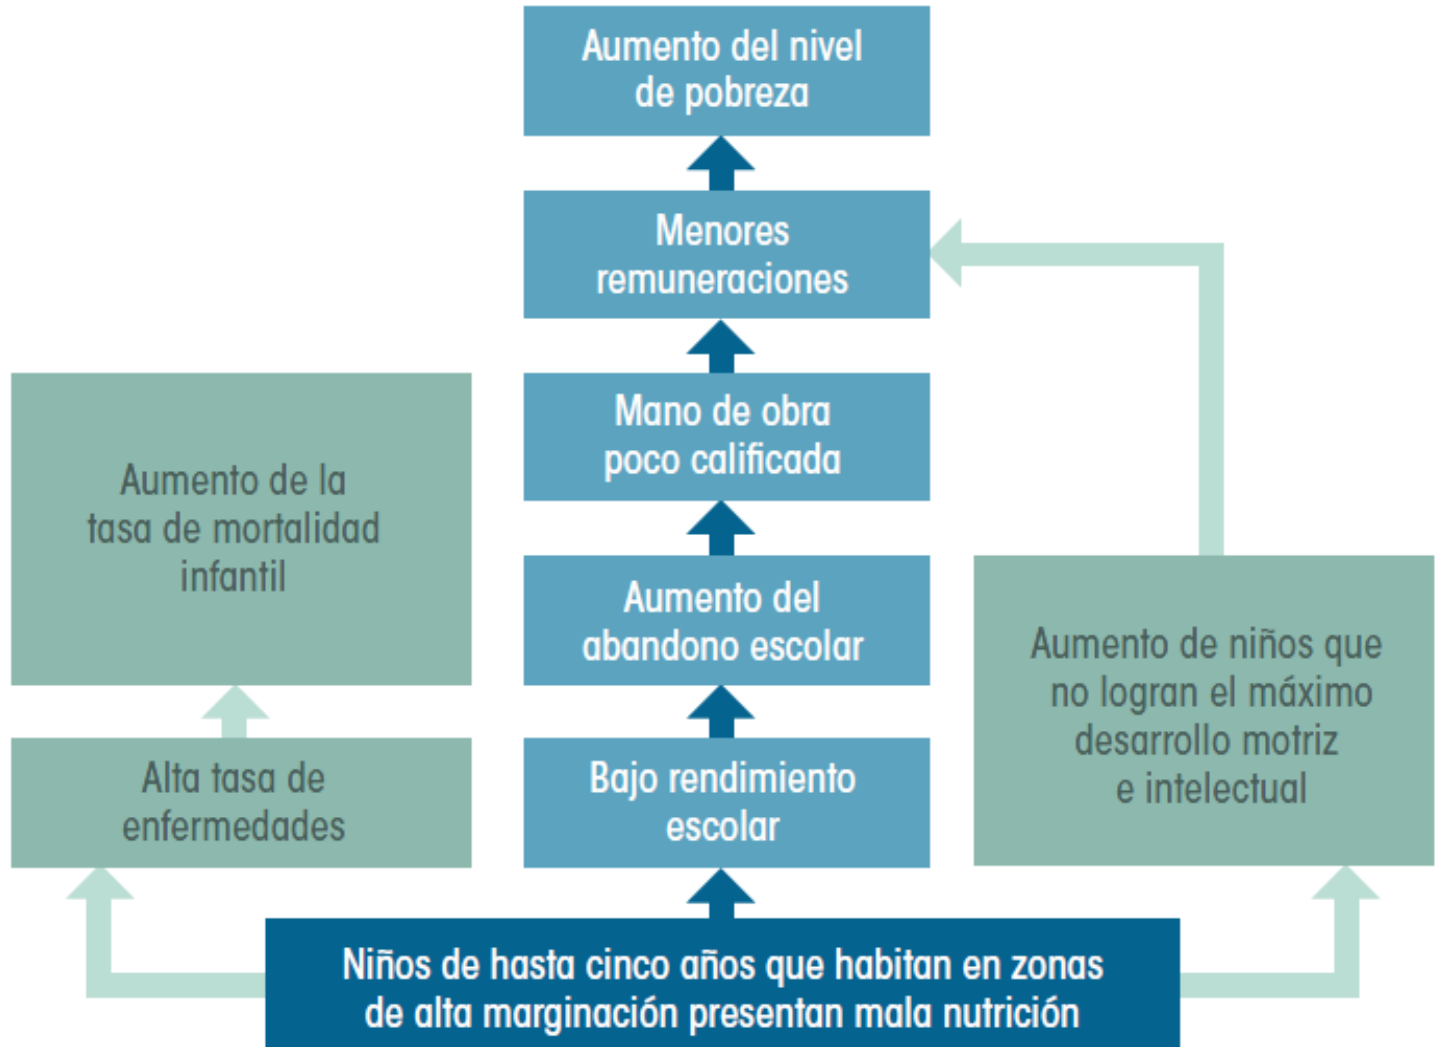 Aumento del nivel
de pobreza
Menores
remuneraciones
Mano de obra
poco calificada
Aumento de la
tasa de mortalidad
infantil
Aumento del
abandono escolar
Aumento de niños que
no logran el máximo
desarrollo motriz
e intelectual
Alta tasa de
enfermedades
Bajo rendimiento
escolar
Niños de hasta cinco años que habitan en zonas
de alta marginación presentan mala nutrición